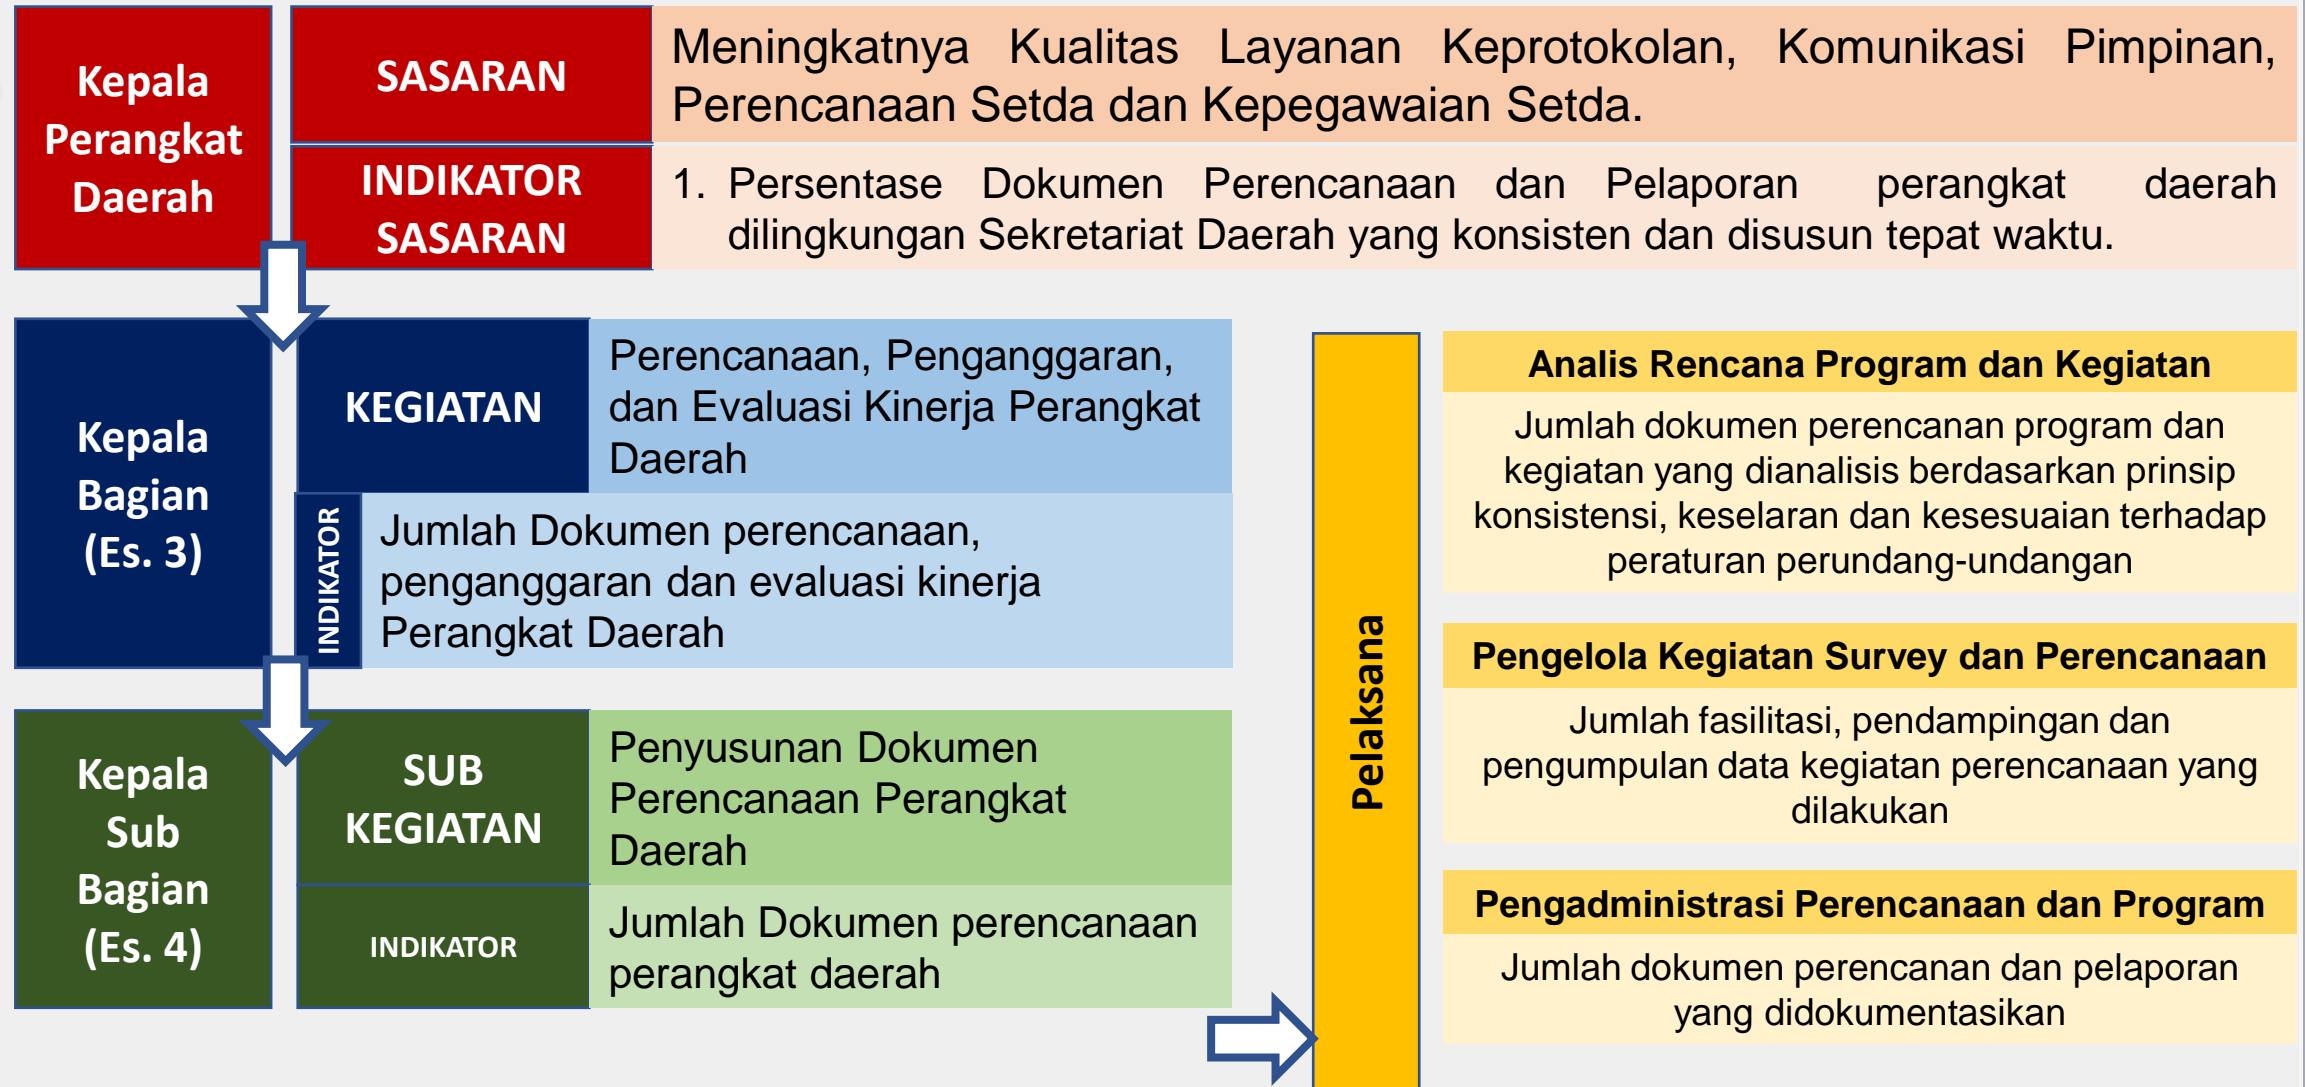 Kepala
Perangkat
Daerah
SASARAN
Meningkatnya Kualitas Layanan Keprotokolan, Komunikasi Pimpinan,
Perencanaan Setda dan Kepegawaian Setda.
INDIKATOR
SASARAN
1. Persentase Dokumen Perencanaan dan Pelaporan perangkat daerah
dilingkungan Sekretariat Daerah yang konsisten dan disusun tepat waktu.
Kepala
Bagian
(Es. 3)
KEGIATAN
Perencanaan, Penganggaran,
dan Evaluasi Kinerja Perangkat
Daerah
INDIKATOR
Jumlah Dokumen perencanaan,
penganggaran dan evaluasi kinerja
Perangkat Daerah
Kepala
Sub
Bagian
(Es. 4)
SUB
KEGIATAN
Penyusunan Dokumen
Perencanaan Perangkat
Daerah
INDIKATOR
Jumlah Dokumen perencanaan
perangkat daerah
Pelaksana
Analis Rencana Program dan Kegiatan
Jumlah dokumen perencanan program dan
kegiatan yang dianalisis berdasarkan prinsip
konsistensi, keselaran dan kesesuaian terhadap
peraturan perundang-undangan
Pengelola Kegiatan Survey dan Perencanaan
Jumlah fasilitasi, pendampingan dan
pengumpulan data kegiatan perencanaan yang
dilakukan
Pengadministrasi Perencanaan dan Program
Jumlah dokumen perencanan dan pelaporan
yang didokumentasikan